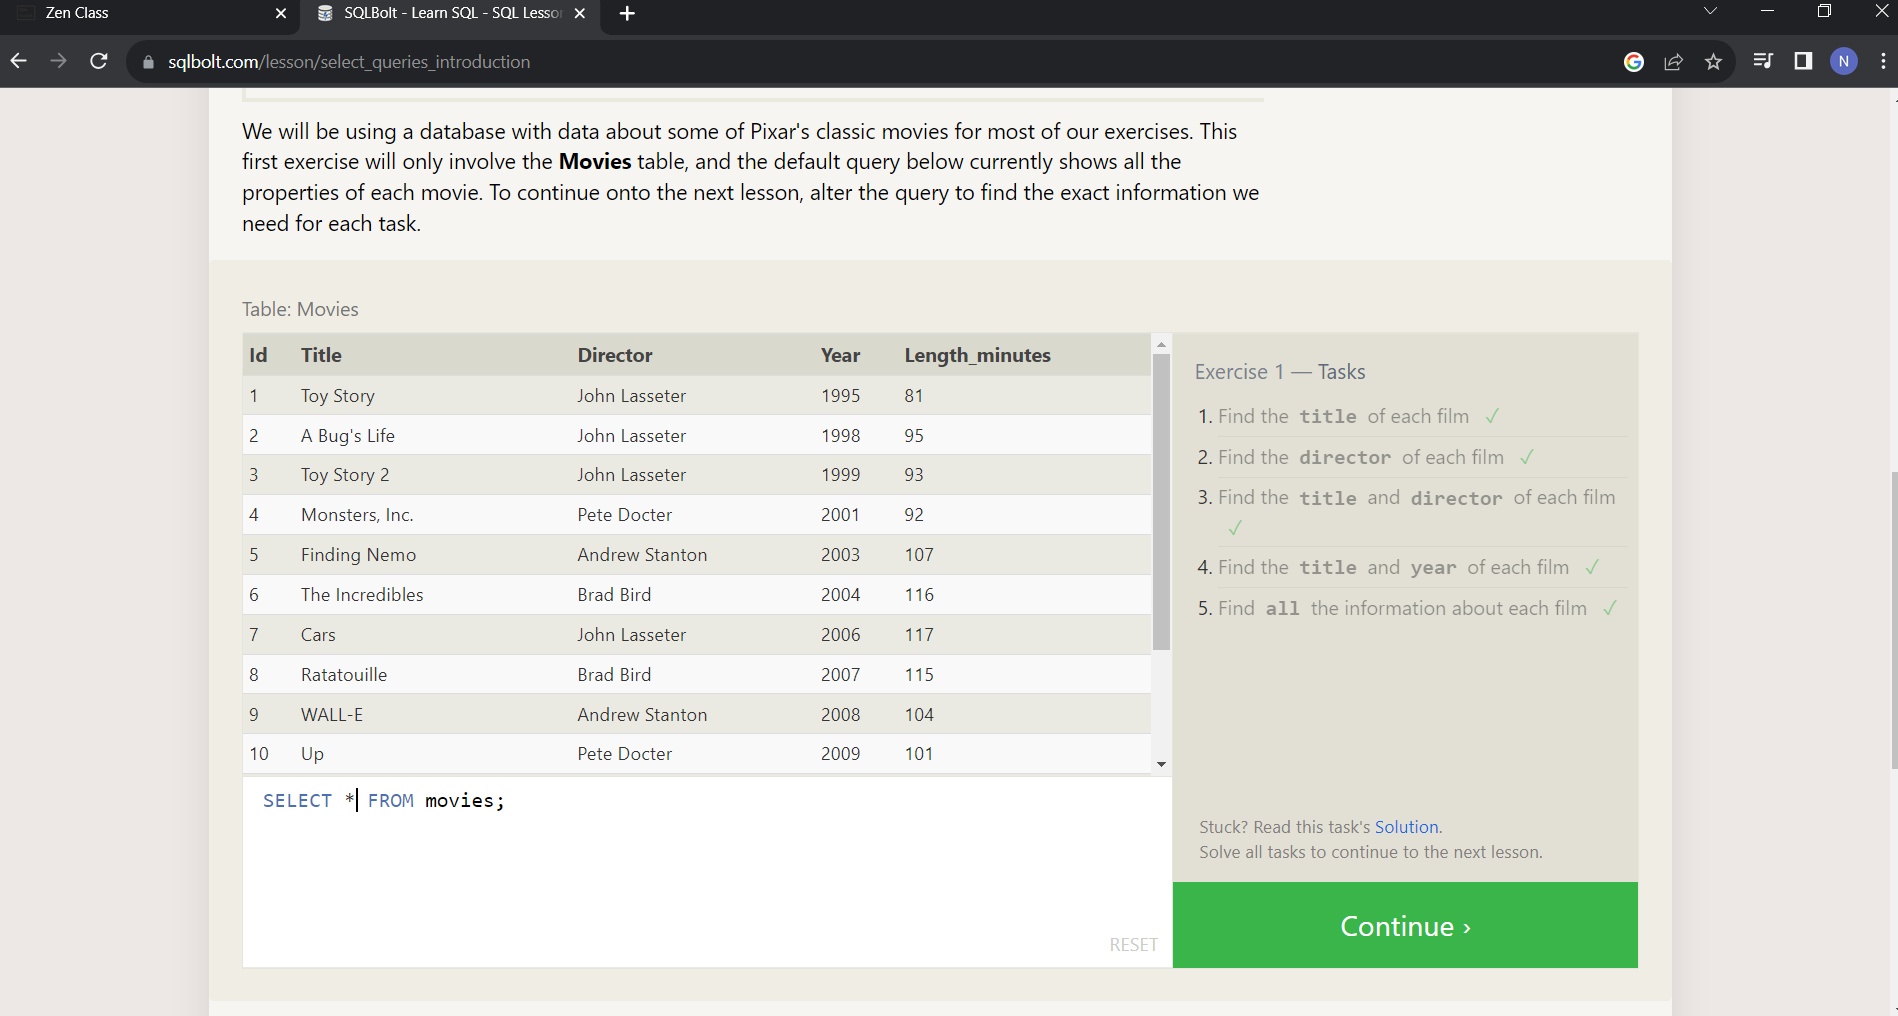 Zen Class
SQLBolt - Learn SQL - SQL Lesson
sqlbolt.com/lesson/select_queries_introduction
N
We will be using a database with data about some of Pixar's classic movies for most of our exercises. This
first exercise will only involve the Movies table, and the default query below currently shows all the
properties of each movie. To continue onto the next lesson, alter the query to find the exact information we
need for each task.
Table: Movies
Id Title Director Year Length_minutes
1 Toy Story John Lasseter 1995 81
2 A Bug's Life John Lasseter 1998 95
3 Toy Story 2 John Lasseter 1999 93
4 Monsters, Inc. Pete Docter 2001 92
5 Finding Nemo Andrew Stanton 2003 107
6 The Incredibles Brad Bird 2004 116
7 Cars John Lasseter 2006 117
8 Ratatouille Brad Bird 2007 115
9 WALL-E Andrew Stanton 2008 104
10 Up Pete Docter 2009 101
SELECT * FROM movies;
RESET
Exercise 1 — Tasks
1. Find the title of each film ✓
2. Find the director of each film ✓
3. Find the title and director of each film
✓
4. Find the title and year of each film ✓
5. Find all the information about each film ✓
Stuck? Read this task's Solution.
Solve all tasks to continue to the next lesson.
Continue ›